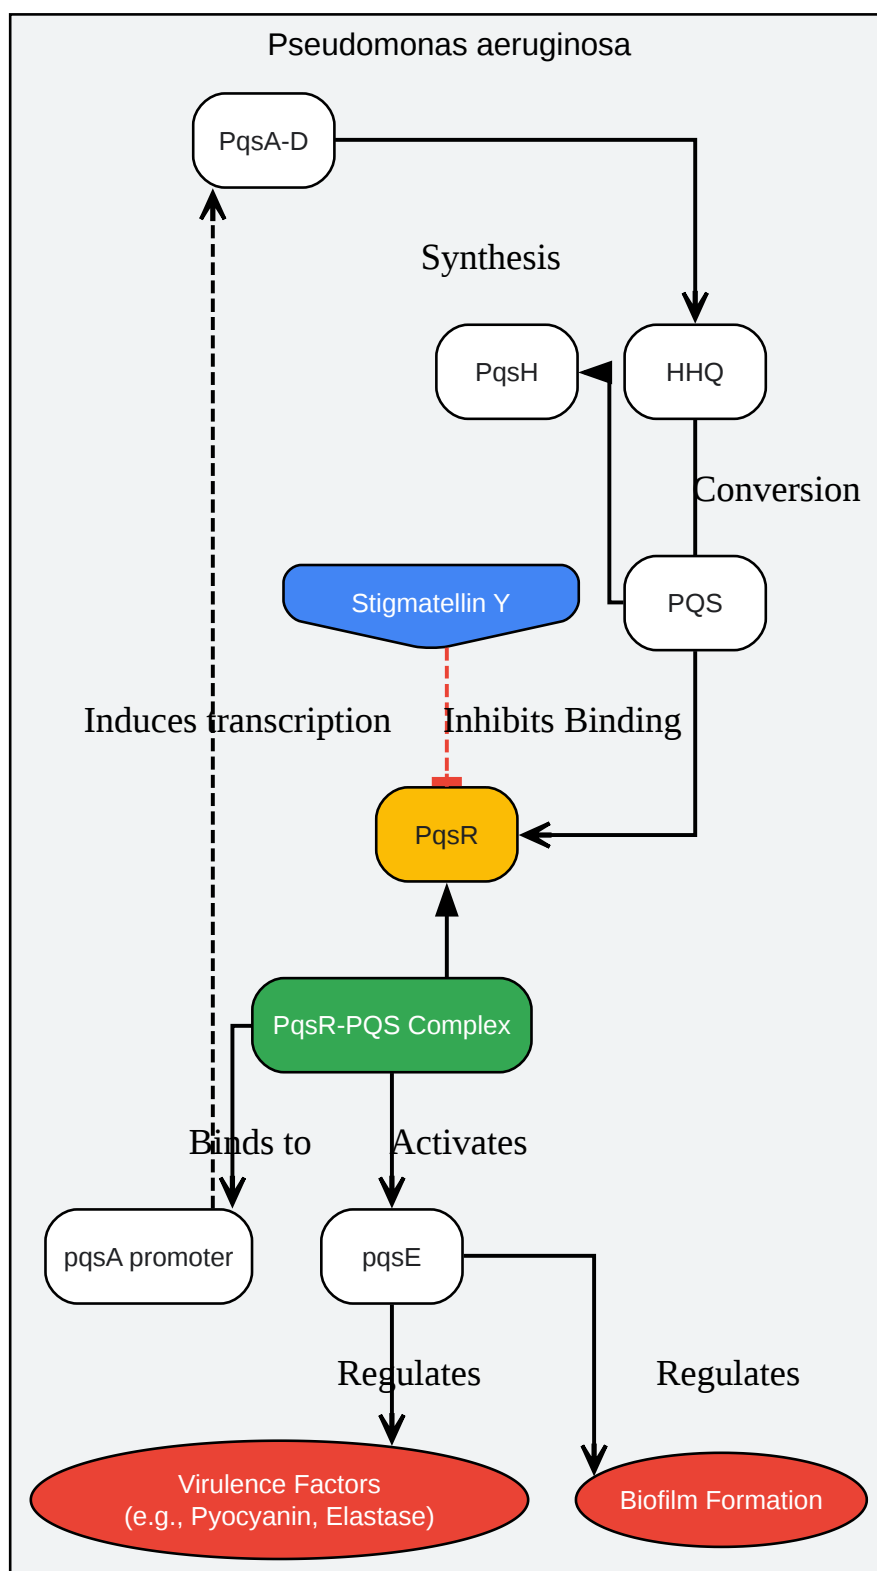 Pseudomonas aeruginosa
PqsA-D
Synthesis
PqsH
HHQ
Conversion
Stigmatellin Y
PQS
Induces transcription
Inhibits Binding
PqsR
PqsR-PQS Complex
Binds to
Activates
pqsA promoter
pqsE
Regulates
Regulates
Virulence Factors
(e.g., Pyocyanin, Elastase)
Biofilm Formation